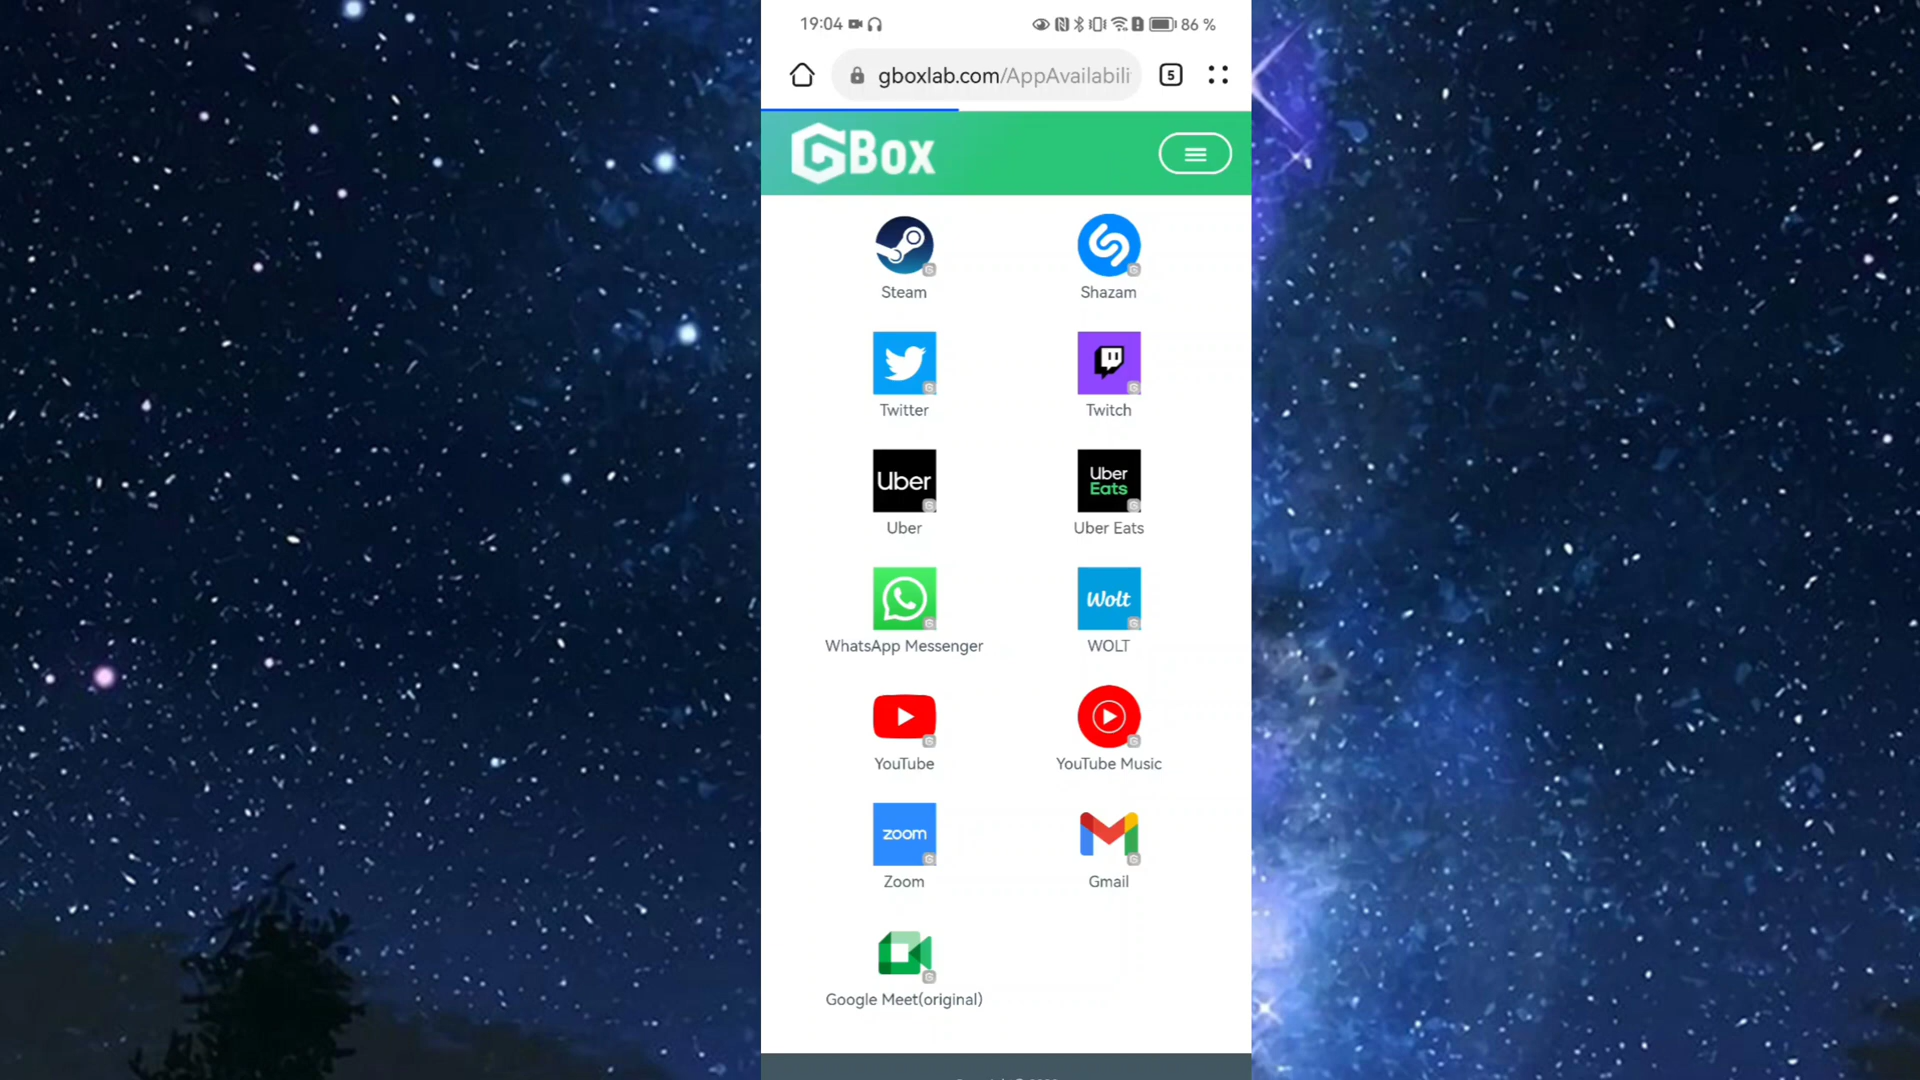 19:04
86 %
gboxlab.com/AppAvailabili
5
GBox
Steam
Shazam
Twitter
Twitch
Uber
Uber
Eats
Uber
Uber Eats
Wolt
WhatsApp Messenger
WOLT
YouTube
YouTube Music
zoom
Zoom
Gmail
Google Meet(original)